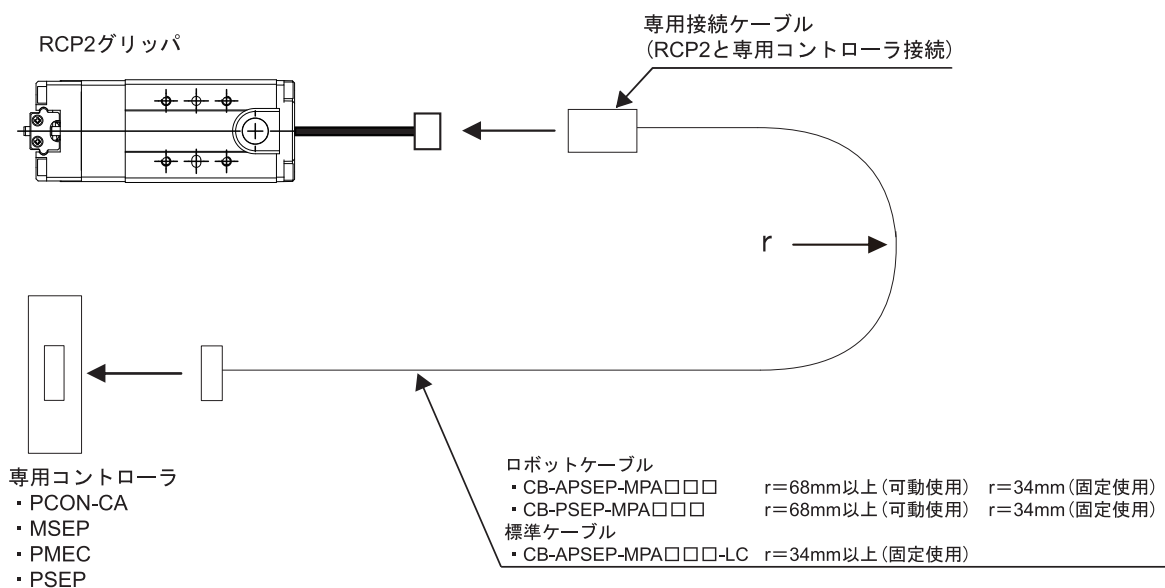 専用接続ケーブル
(RCP2と専用コントローラ接続)
RCP2グリッパ
r
専用コントローラ
・PCON-CA
・MSEP
・PMEC
・PSEP
ロボットケーブル
・CB-APSEP-MPA□□□ r=68mm以上(可動使用) r=34mm(固定使用)
・CB-PSEP-MPA□□□ r=68mm以上(可動使用) r=34mm(固定使用)
標準ケーブル
・CB-APSEP-MPA□□□-LC r=34mm以上(固定使用)